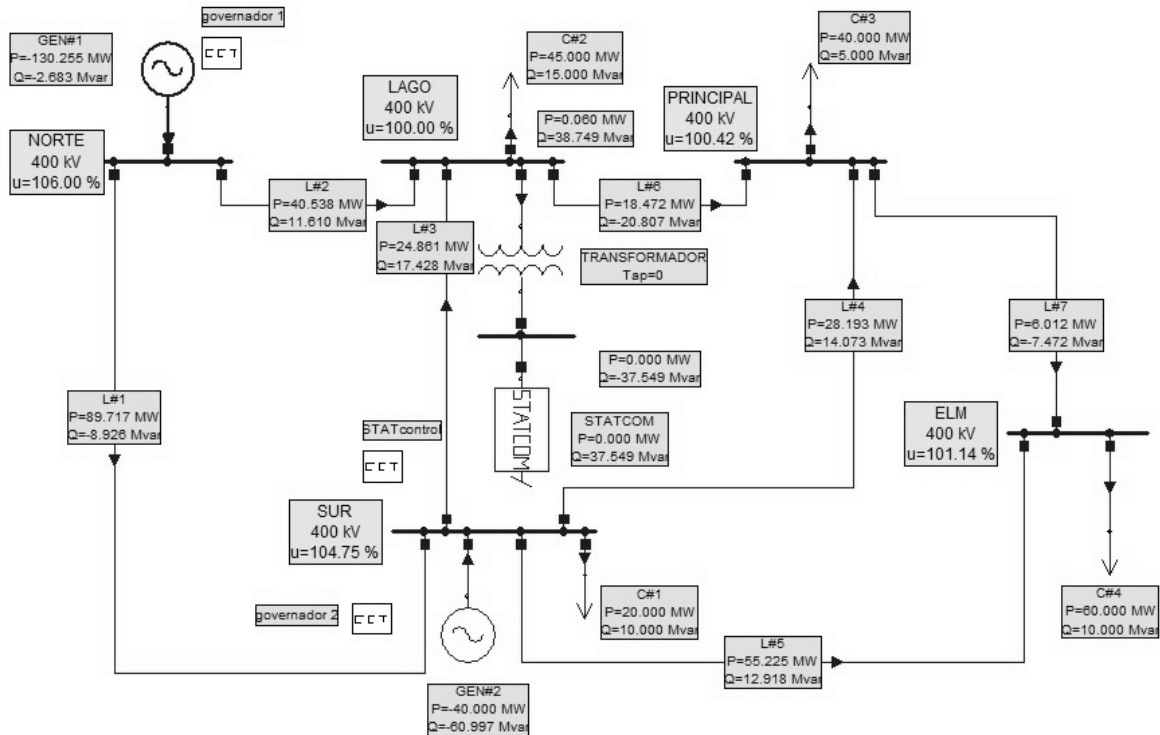 governador 1
GEN#1
P=-130.255 MW
Q=-2.683 Mvar
C#2
P=45.000 MW
Q=15.000 Mvar
C#3
P=40.000 MW
Q=5.000 Mvar
LAGO
400 kV
u=100.00 %
PRINCIPAL
400 kV
u=100.42 %
P=0.060 MW
Q=38.749 Mvar
NORTE
400 kV
u=106.00 %
L#2
P=40.538 MW
Q=11.610 Mvar
L#6
P=18.472 MW
Q=-20.807 Mvar
L#3
P=24.861 MW
Q=17.428 Mvar
TRANSFORMADOR
Tap=0
L#4
P=28.193 MW
Q=14.073 Mvar
L#7
P=6.012 MW
Q=-7.472 Mvar
P=0.000 MW
Q=-37.549 Mvar
L#1
P=89.717 MW
Q=-8.926 Mvar
STATCOM
STATcontrol
STATCOM
P=0.000 MW
Q=37.549 Mvar
ELM
400 kV
u=101.14 %
SUR
400 kV
u=104.75 %
governador 2
C#1
P=20.000 MW
Q=10.000 Mvar
C#4
P=60.000 MW
Q=10.000 Mvar
L#5
P=55.225 MW
Q=12.918 Mvar
GEN#2
P=-40.000 MW
Q=-60.997 Mvar